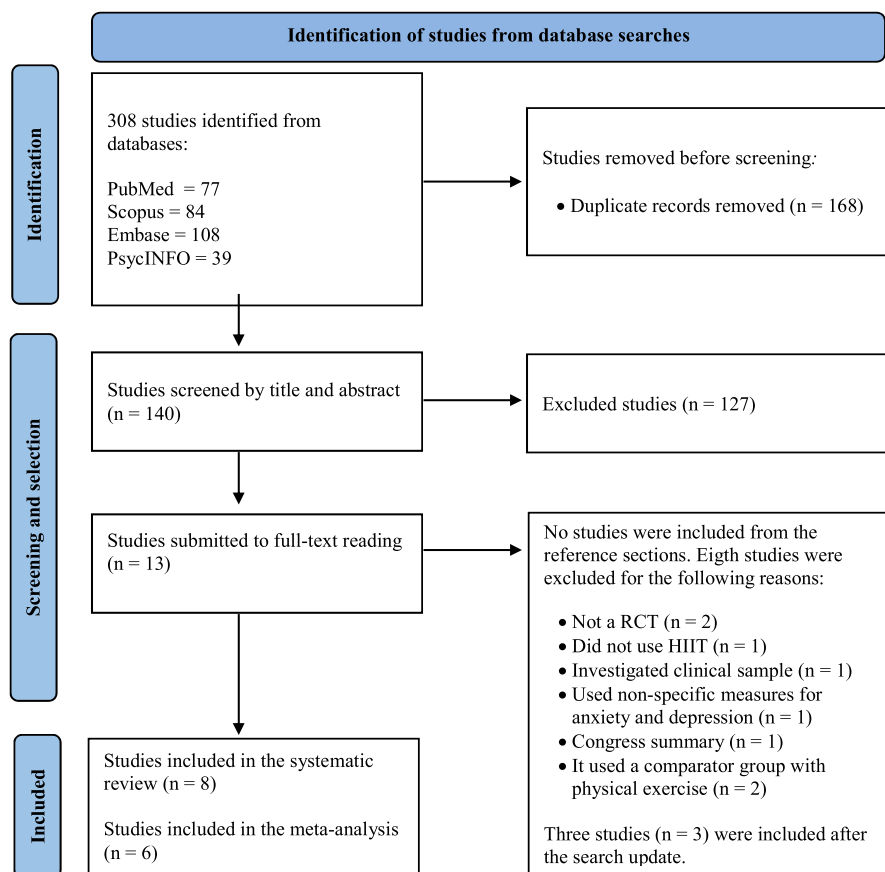 Identification of studies from database searches
Identification
308 studies identified from
databases:
PubMed = 77
Scopus = 84
Embase = 108
PsycINFO = 39
Studies removed before screening:
• Duplicate records removed (n = 168)
Screening and selection
Studies screened by title and abstract
(n = 140)
Excluded studies (n = 127)
Studies submitted to full-text reading
(n = 13)
No studies were included from the
reference sections. Eigth studies were
excluded for the following reasons:
• Not a RCT (n = 2)
• Did not use HIIT (n = 1)
• Investigated clinical sample (n = 1)
• Used non-specific measures for
anxiety and depression (n = 1)
• Congress summary (n = 1)
• It used a comparator group with
physical exercise (n = 2)
Three studies (n = 3) were included after
the search update.
Included
Studies included in the systematic
review (n = 8)
Studies included in the meta-analysis
(n = 6)